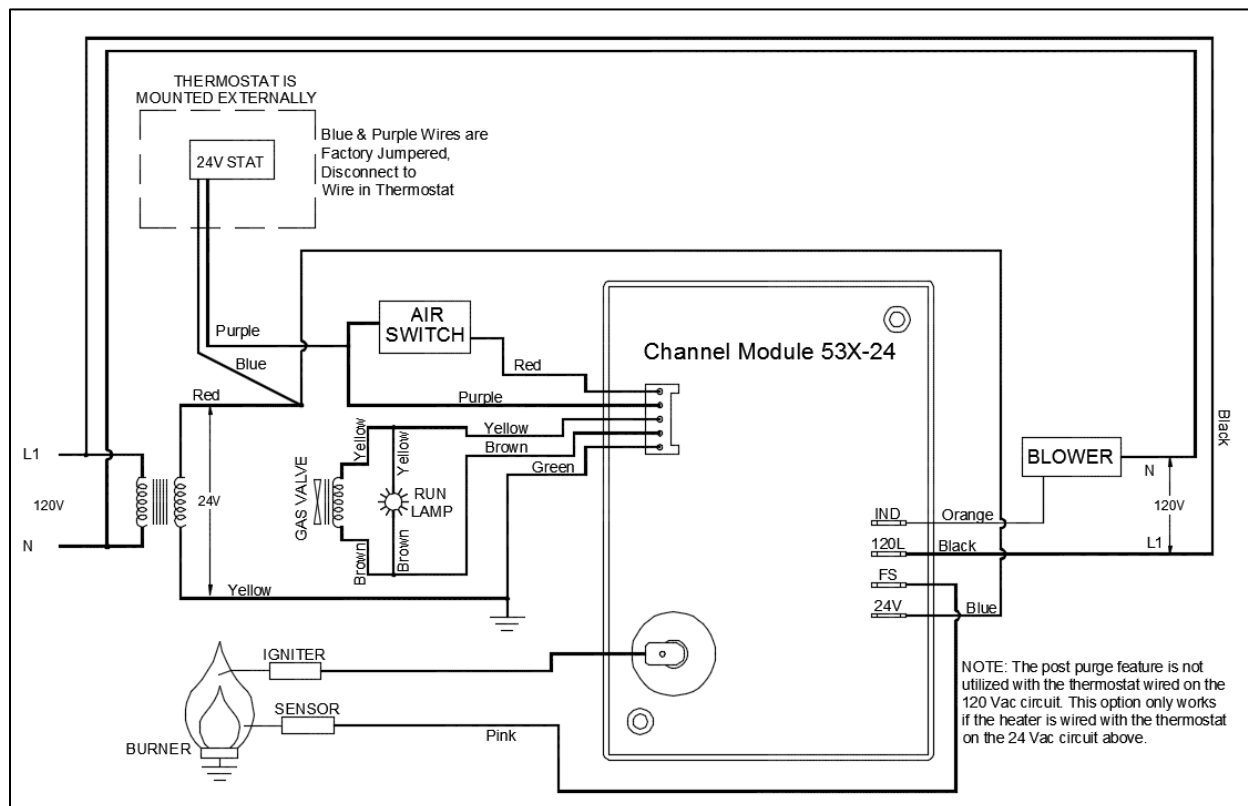 THERMOSTAT IS
MOUNTED EXTERNALLY
24V STAT
Blue & Purple Wires are
Factory Jumpered,
Disconnect to
Wire in Thermostat
Purple
Blue
Red
AIR
SWITCH
Red
Purple
Yellow
Brown
Green
Channel Module 53X-24
L1
120V
N
24V
GAS VALVE
Yellow
Yellow
RUN
LAMP
Brown
Brown
Yellow
Black
BLOWER
N
120V
L1
IND
Orange
120L
Black
FS
24V
Blue
IGNITER
SENSOR
BURNER
Pink
NOTE: The post purge feature is not
utilized with the thermostat wired on the
120 Vac circuit. This option only works
if the heater is wired with the thermostat
on the 24 Vac circuit above.